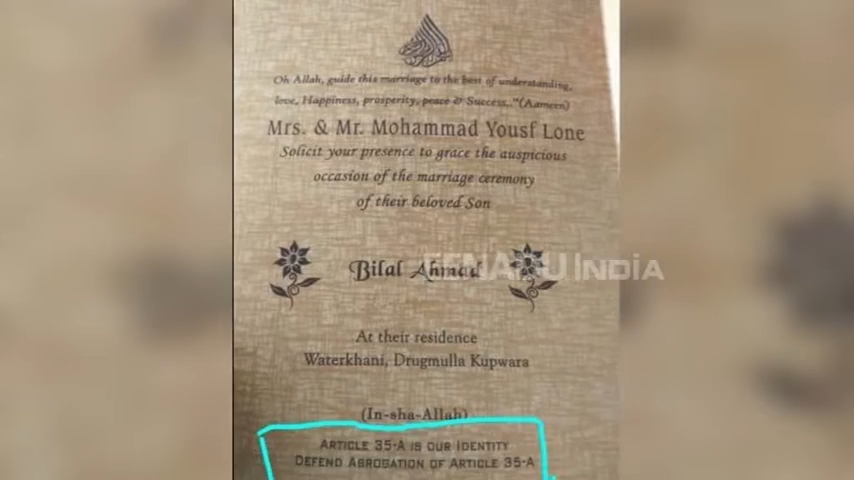 Oh Allah, guide this marriage to the best of understanding,
love, Happiness, prosperity, peace & Success.."(Aameen)
Mrs. & Mr. Mohammad Yousf Lone
Solicit your presence to grace the auspicious
occasion of the marriage ceremony
of their beloved Son
Bilal Ahmad
INDIA
At their residence
Waterkhani, Drugmulla Kupwara
(In-sha-Allah)
ARTICLE 35-A IS OUR IDENTITY
DEFEND ABROGATION OF ARTICLE 35-A